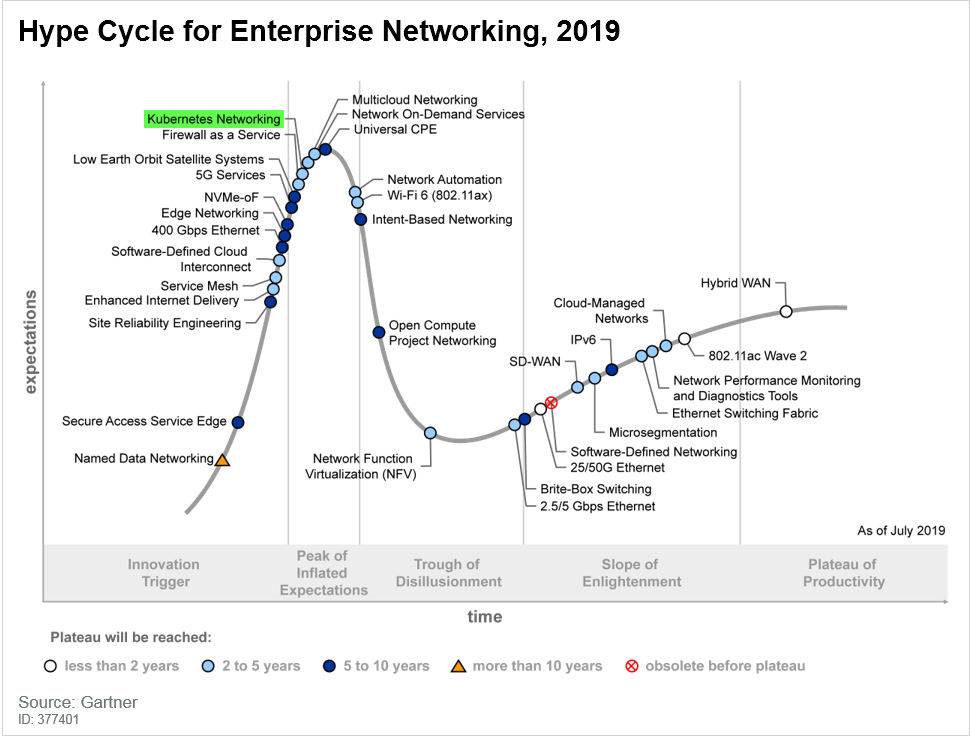 Hype Cycle for Enterprise Networking, 2019
expectations
Multicloud Networking
Network On-Demand Services
Universal CPE
Kubernetes Networking
Firewall as a Service
Low Earth Orbit Satellite Systems
5G Services
NVMe-oF
Edge Networking
400 Gbps Ethernet
Software-Defined Cloud
Interconnect
Service Mesh
Enhanced Internet Delivery
Site Reliability Engineering
Secure Access Service Edge
Named Data Networking
Network Automation
Wi-Fi 6 (802.11ax)
Intent-Based Networking
Open Compute
Project Networking
Network Function
Virtualization (NFV)
Hybrid WAN
Cloud-Managed
Networks
IPv6
SD-WAN
802.11ac Wave 2
Network Performance Monitoring
and Diagnostics Tools
Ethernet Switching Fabric
Microsegmentation
Software-Defined Networking
25/50G Ethernet
Brite-Box Switching
2.5/5 Gbps Ethernet
As of July 2019
Innovation
Trigger
Peak of
Inflated
Expectations
Trough of
Disillusionment
Slope of
Enlightenment
Plateau of
Productivity
time
Plateau will be reached:
less than 2 years
2 to 5 years
5 to 10 years
more than 10 years
obsolete before plateau
Source: Gartner
ID: 377401